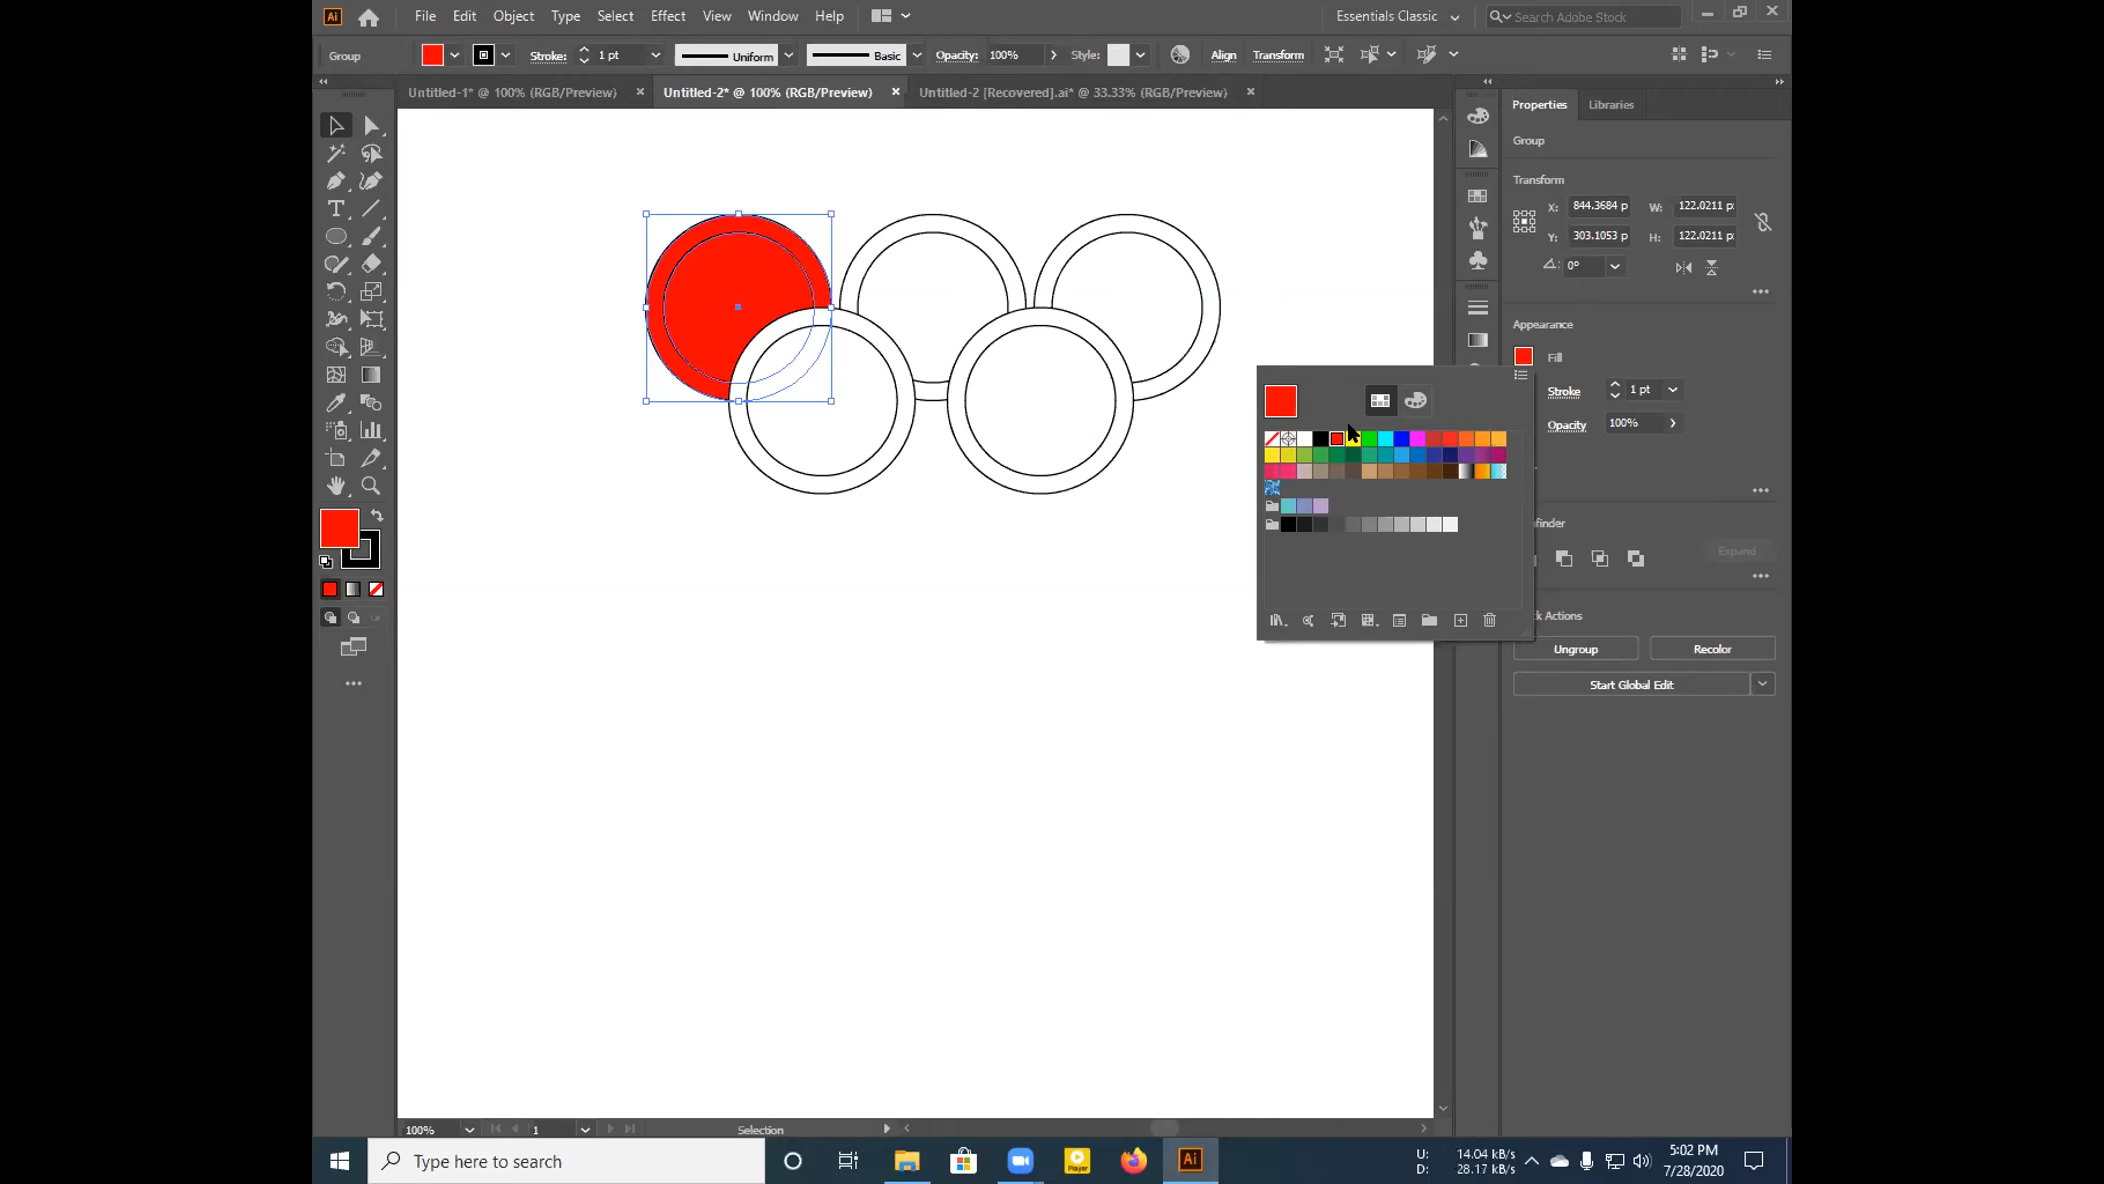 Ai File Edit Object Type Select Effect View Window Help Essentials Classic Search Adobe Stock
Group Stroke: 1 pt Uniform Basic Opacity: 100% Style: Align Transform
Untitled-1* @ 100% (RGB/Preview) Untitled-2* @ 100% (RGB/Preview) Untitled-2 [Recovered].ai* @ 33.33% (RGB/Preview)
Properties Libraries
Group
Transform
X: 844.3684 p W: 122.0211 p
Y: 303.1053 p H: 122.0211 p
0°
Appearance
Fill
Stroke 1 pt
Opacity 100%
finder
Expand
k Actions
Ungroup Recolor
Start Global Edit
100% 1 Selection
Type here to search
Player
Ai
U: 14.04 kB/s
D: -28.17 kB/s
5:02 PM
7/28/2020